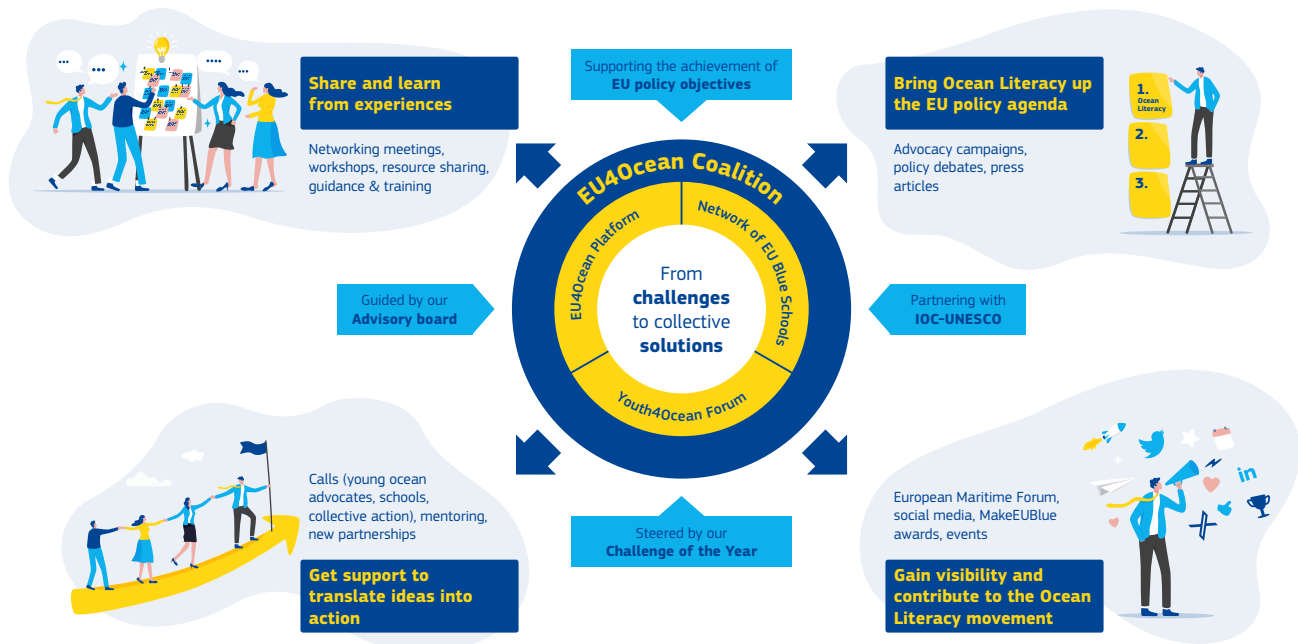 Share and learn
from experiences
Networking meetings,
workshops, resource sharing,
guidance & training
Supporting the achievement of
EU policy objectives
Bring Ocean Literacy up
the EU policy agenda
Advocacy campaigns,
policy debates, press
articles
1.
Ocean
Literacy
2.
3.
EU4Ocean Coalition
EU4Ocean Platform
Network of EU Blue Schools
Youth4Ocean Forum
From
challenges
to collective
solutions
Guided by our
Advisory board
Partnering with
IOC-UNESCO
Calls (young ocean
advocates, schools,
collective action), mentoring,
new partnerships
Get support to
translate ideas into
action
Steered by our
Challenge of the Year
European Maritime Forum,
social media, MakeEUBlue
awards, events
Gain visibility and
contribute to the Ocean
Literacy movement
in